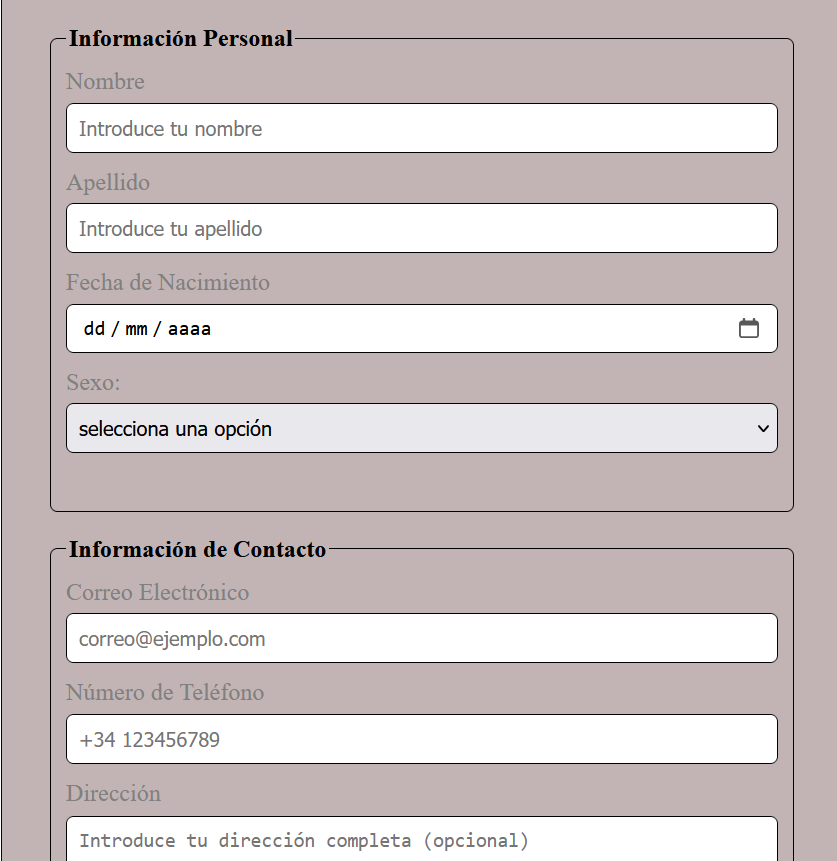 Información Personal
Nombre
Introduce tu nombre
Apellido
Introduce tu apellido
Fecha de Nacimiento
dd / mm / aaaa
Sexo:
selecciona una opción
Información de Contacto
Correo Electrónico
correo@ejemplo.com
Número de Teléfono
+34 123456789
Dirección
Introduce tu dirección completa (opcional)